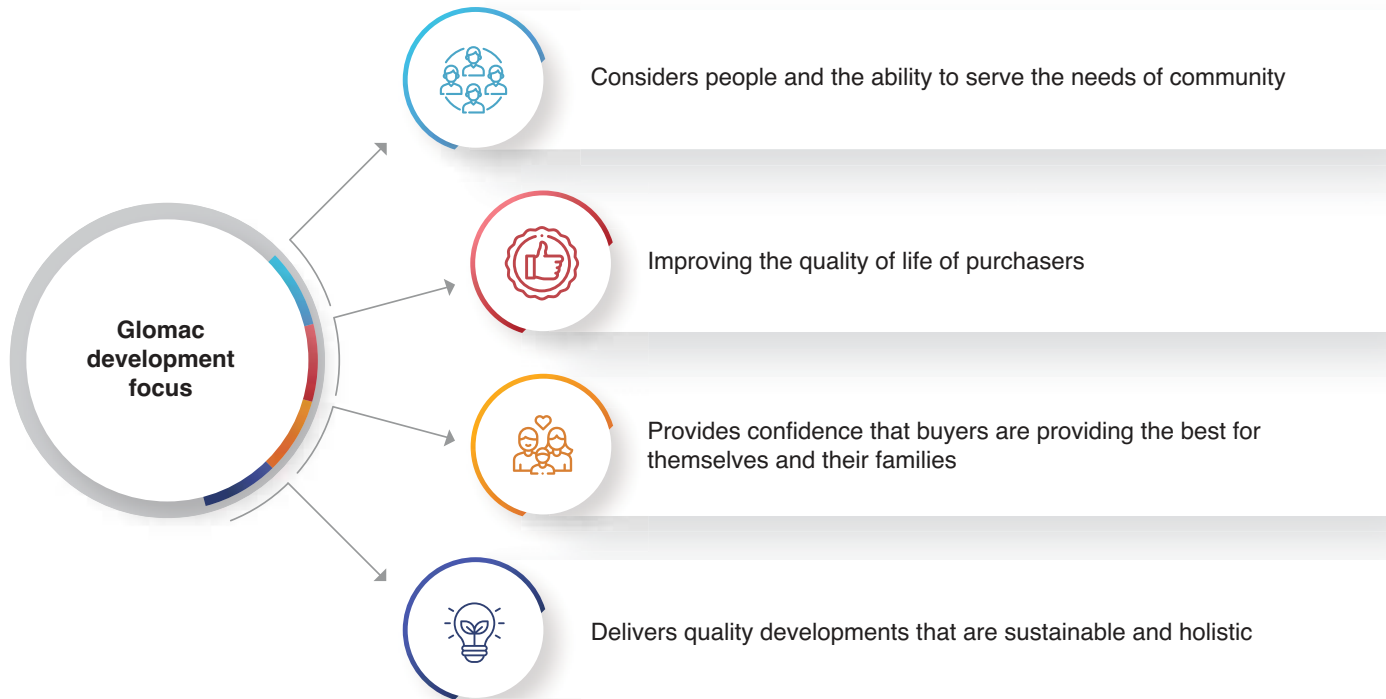 Considers people and the ability to serve the needs of community
Improving the quality of life of purchasers
Glomac
development
focus
Provides confidence that buyers are providing the best for
themselves and their families
Delivers quality developments that are sustainable and holistic